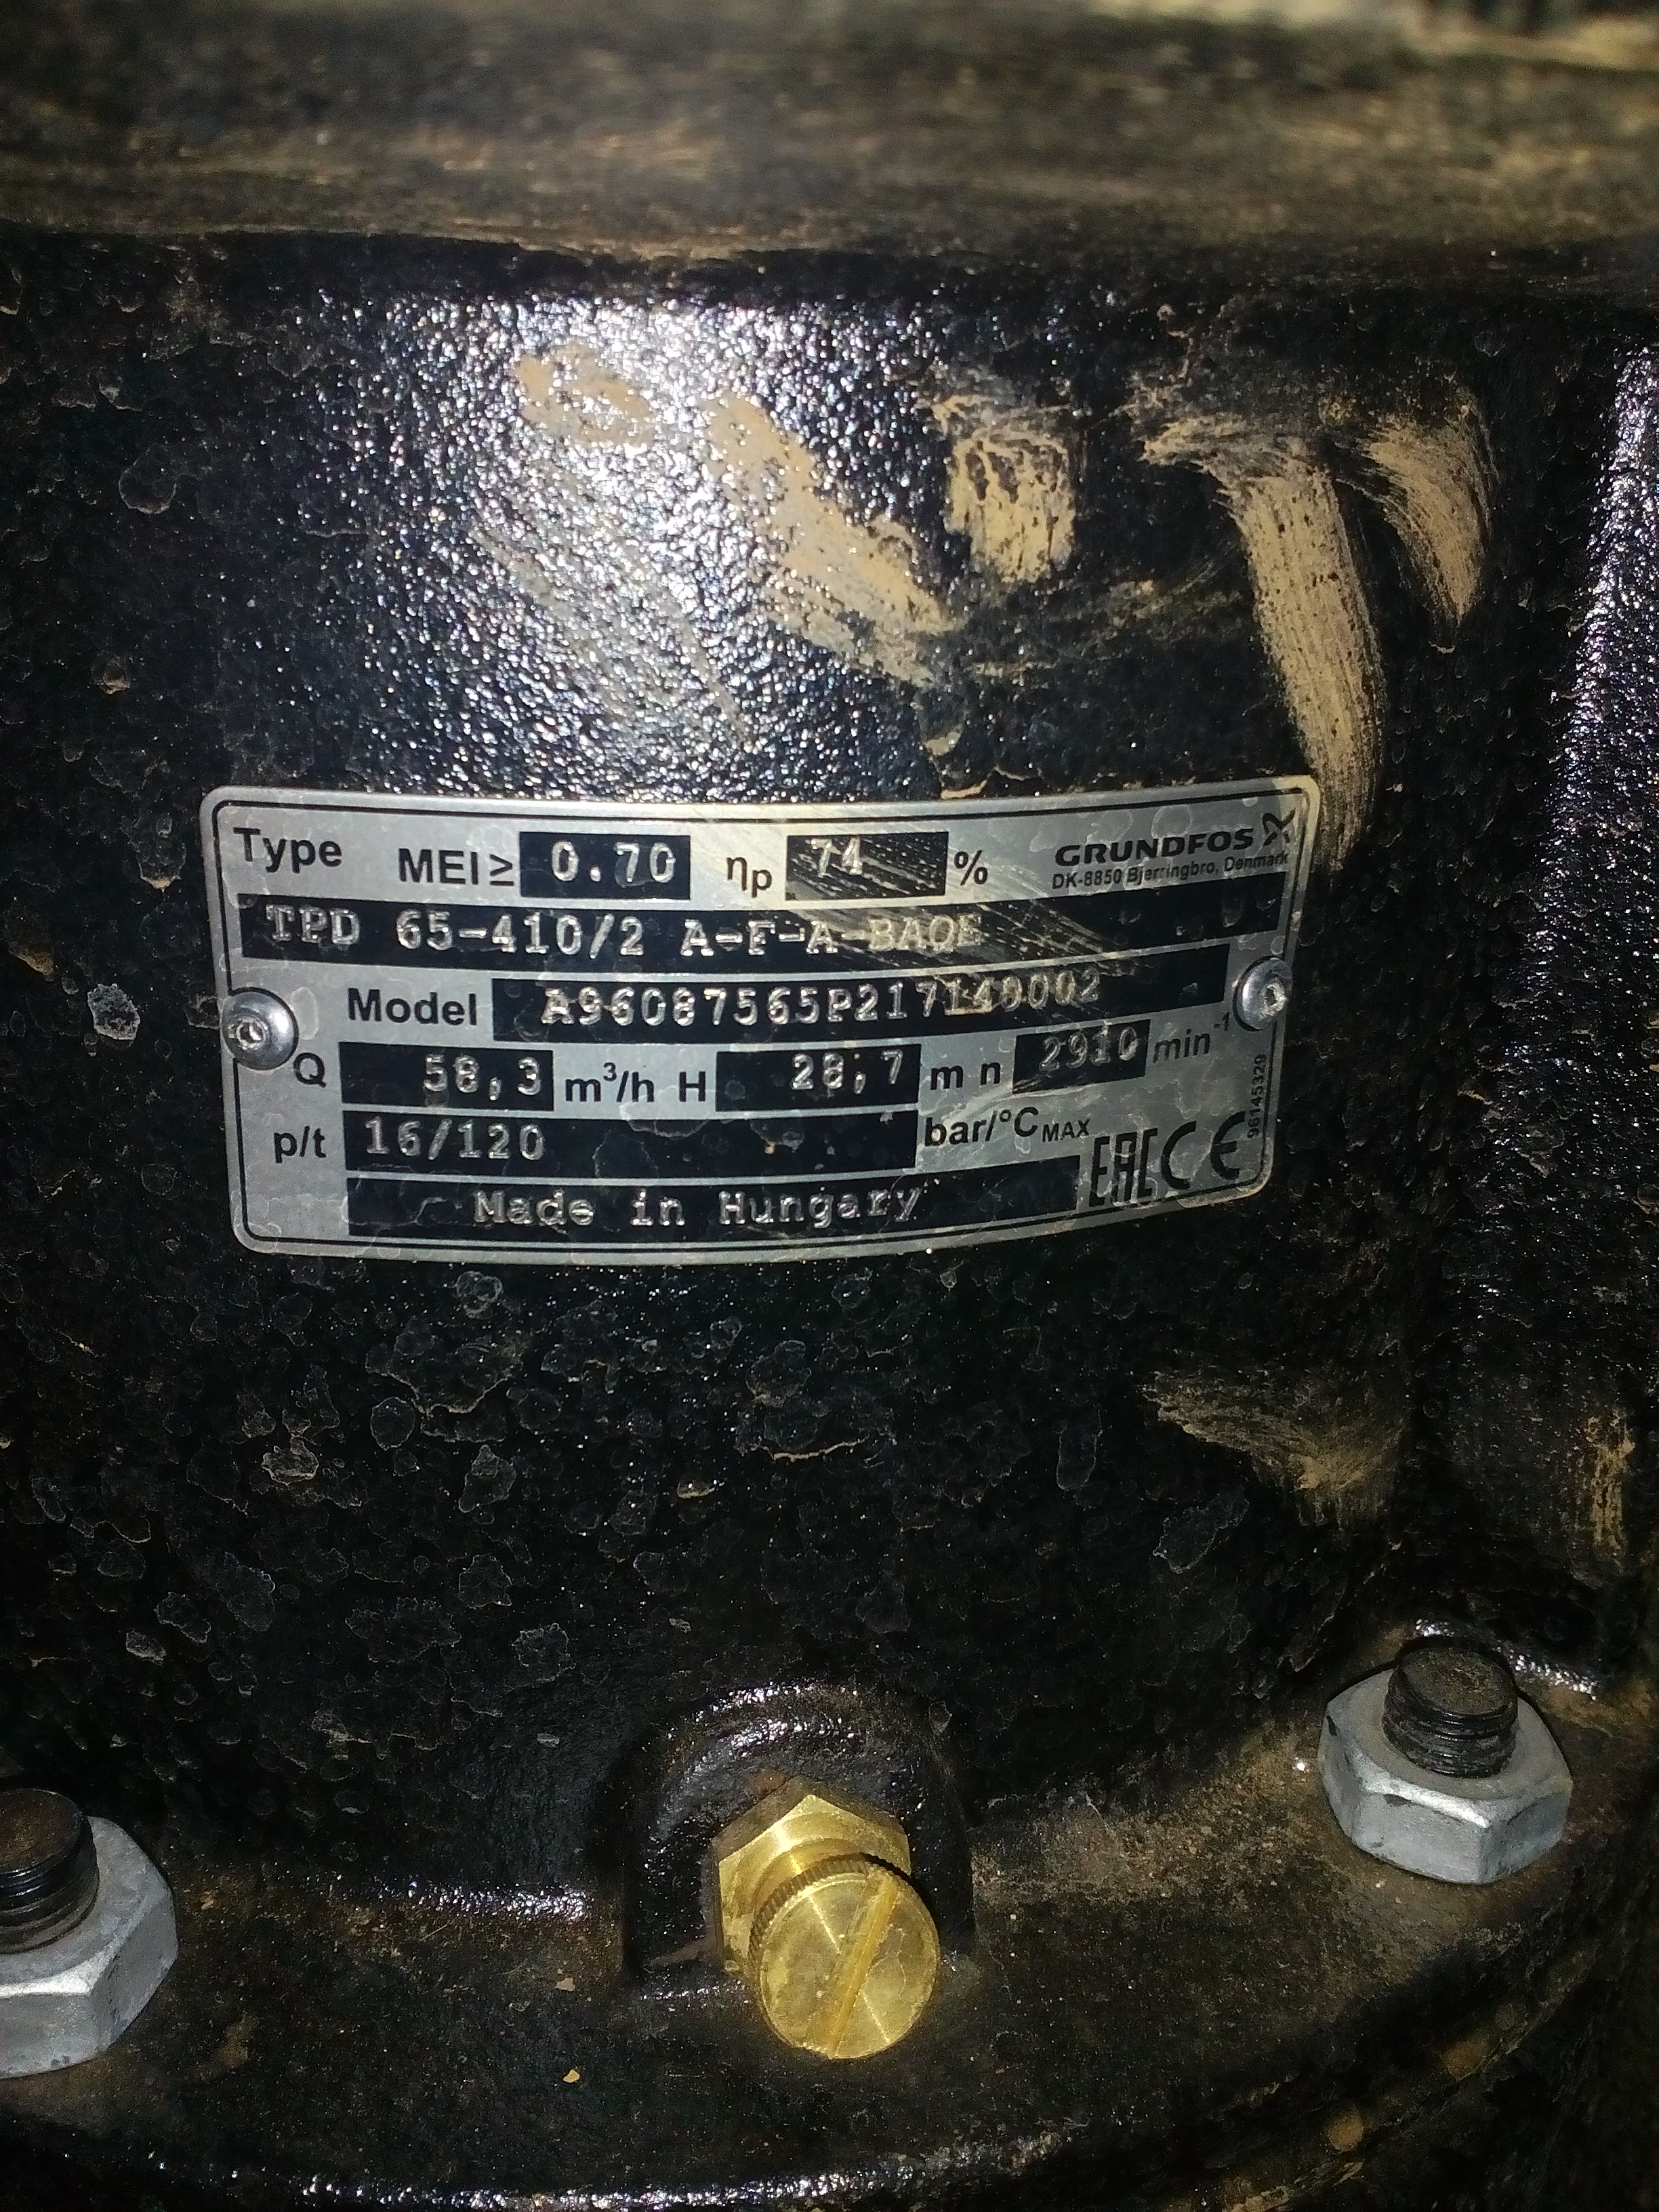 Type MEI≥ 0.70 ηp 74 % GRUNDFOS
DK-8850 Bjerringbro, Denmark
TPD 65-410/2 A-F-A-BAQE
Model A96087565P217140002
Q 58,3 m³/h H 28,7 m n 2910 min⁻¹
p/t 16/120 bar/°C MAX
Made in Hungary
EAC CE
96145329